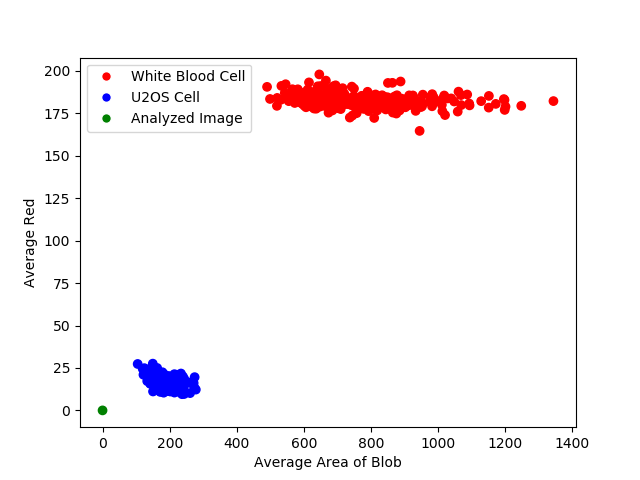 White Blood Cell
U2OS Cell
Analyzed Image
200
175
150
125
100
75
50
25
0
Average Red
0 200 400 600 800 1000 1200 1400
Average Area of Blob